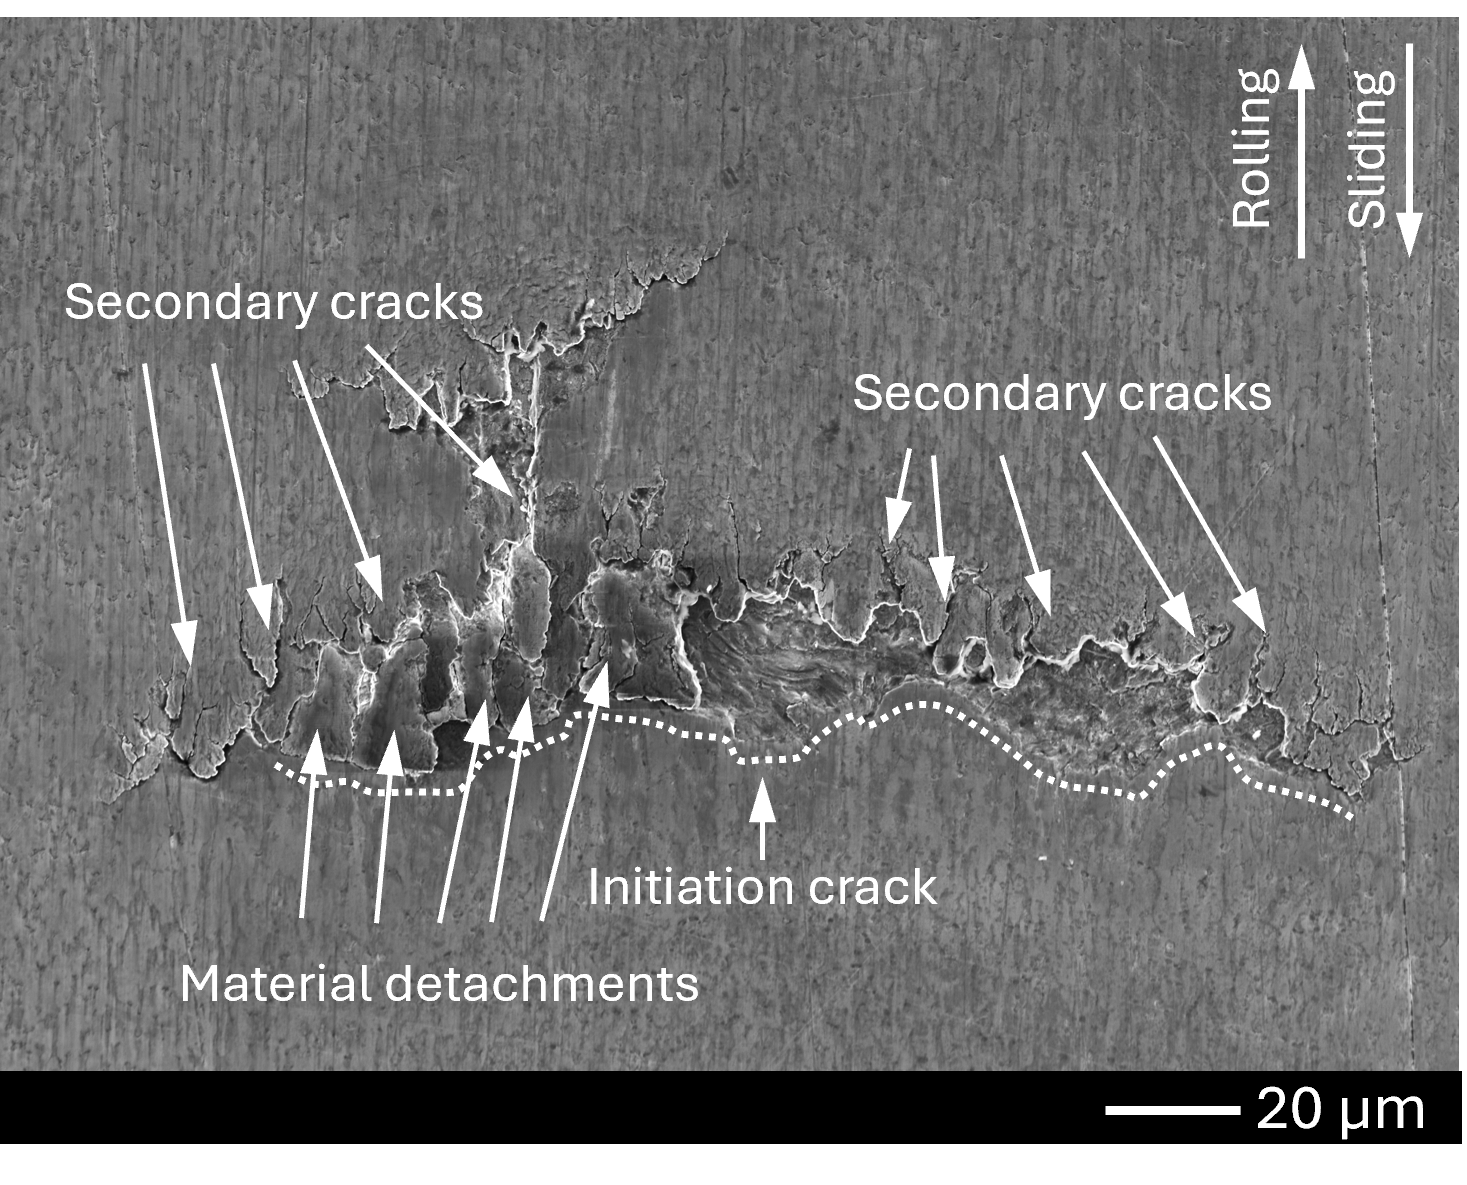 Rolling
Sliding
Secondary cracks
Secondary cracks
Initiation crack
Material detachments
20 µm